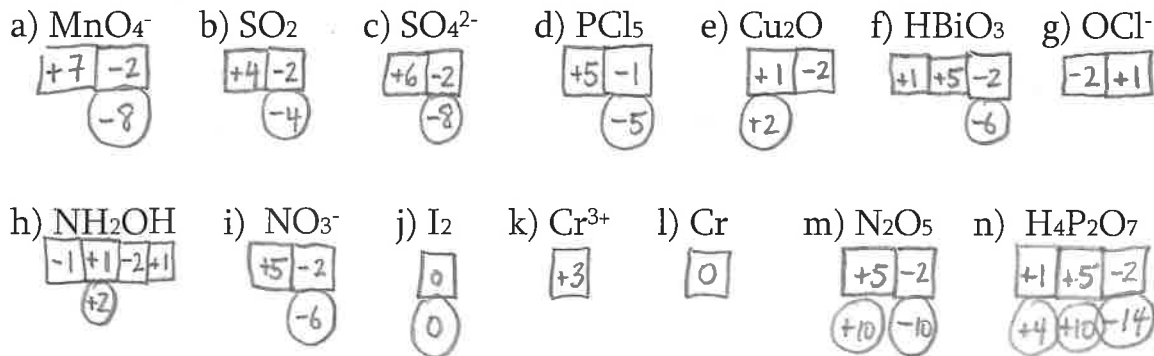 a) MnO₄⁻ b) SO₂ c) SO₄²⁻ d) PCl₅ e) Cu₂O f) HBiO₃ g) OCl⁻
+7 -2 +4 -2 +6 -2 +5 -1 +1 -2 +1 +5 -2 -2 +1
-8 -4 -8 -5 +2 -6
h) NH₂OH i) NO₃⁻ j) I₂ k) Cr³⁺ l) Cr m) N₂O₅ n) H₄P₂O₇
-1 +1 -2 +1 +5 -2 0 +3 0 +5 -2 +1 +5 -2
+2 -6 0 +10 -10 +4 +10 -14